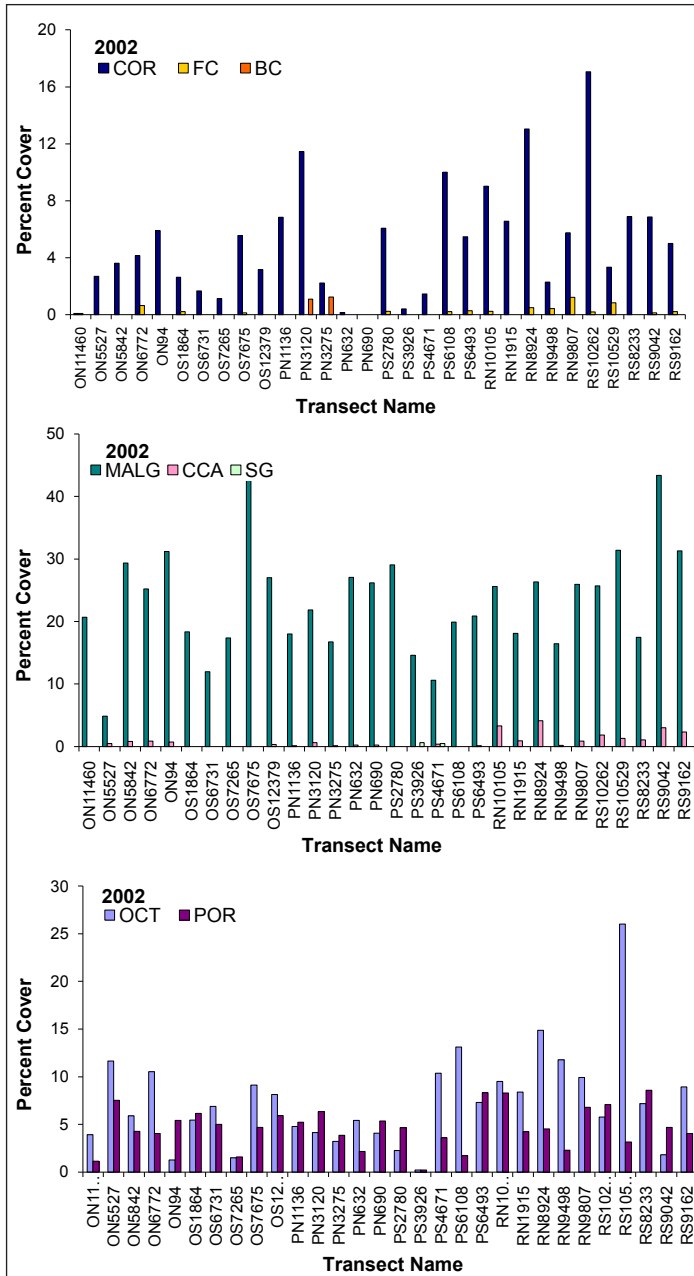 2002
COR FC BC
Percent Cover
20
16
12
8
4
0
ON11460
ON5527
ON5842
ON6772
ON94
OS1864
OS6731
OS7265
OS7675
OS12379
PN1136
PN3120
PN3275
PN632
PN690
PS2780
PS3926
PS4671
PS6108
PS6493
RN10105
RN1915
RN8924
RN9498
RN9807
RS10262
RS10529
RS8233
RS9042
RS9162
Transect Name
2002
MALG CCA SG
Percent Cover
50
40
30
20
10
0
ON11460
ON5527
ON5842
ON6772
ON94
OS1864
OS6731
OS7265
OS7675
OS12379
PN1136
PN3120
PN3275
PN632
PN690
PS2780
PS3926
PS4671
PS6108
PS6493
RN10105
RN1915
RN8924
RN9498
RN9807
RS10262
RS10529
RS8233
RS9042
RS9162
Transect Name
2002
OCT POR
Percent Cover
30
25
20
15
10
5
0
ON11...
ON5527
ON5842
ON6772
ON94
OS1864
OS6731
OS7265
OS7675
OS12...
PN1136
PN3120
PN3275
PN632
PN690
PS2780
PS3926
PS4671
PS6108
PS6493
RN10...
RN1915
RN8924
RN9498
RN9807
RS102...
RS105...
RS8233
RS9042
RS9162
Transect Name